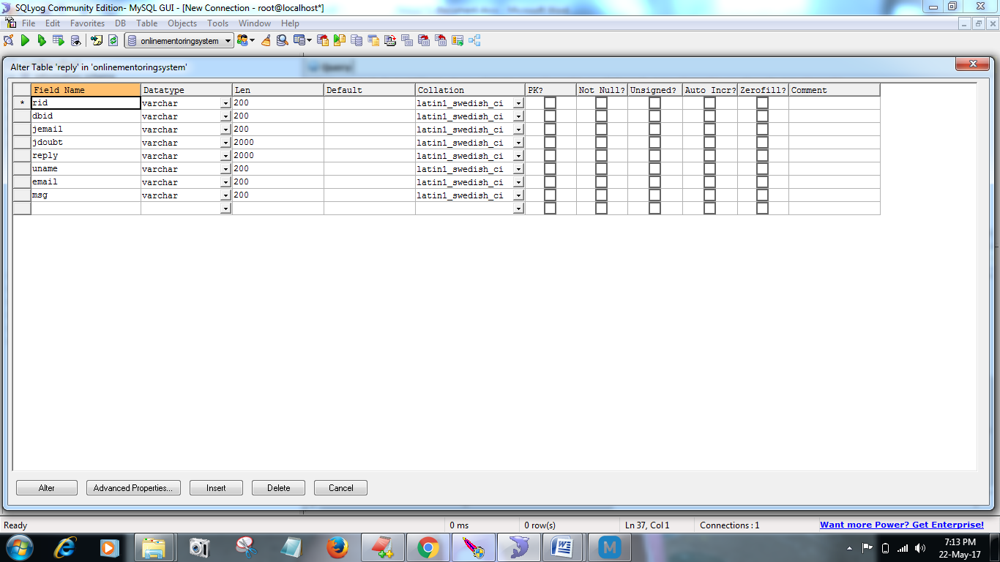 SQLyog Community Edition- MySQL GUI - [New Connection - root@localhost*]
File Edit Favorites DB Table Objects Tools Window Help
onlinementoringsystem
Alter Table 'reply' in 'onlinementoringsystem'
Field Name Datatype Len Default Collation PK? Not Null? Unsigned? Auto Incr? Zerofill? Comment
* rid varchar 200 latin1_swedish_ci
dbid varchar 200 latin1_swedish_ci
jemail varchar 200 latin1_swedish_ci
jdoubt varchar 2000 latin1_swedish_ci
reply varchar 2000 latin1_swedish_ci
uname varchar 200 latin1_swedish_ci
email varchar 200 latin1_swedish_ci
msg varchar 200 latin1_swedish_ci
Alter Advanced Properties... Insert Delete Cancel
Ready 0 ms 0 row(s) Ln 37, Col 1 Connections : 1 Want more Power? Get Enterprise!
7:13 PM
22-May-17